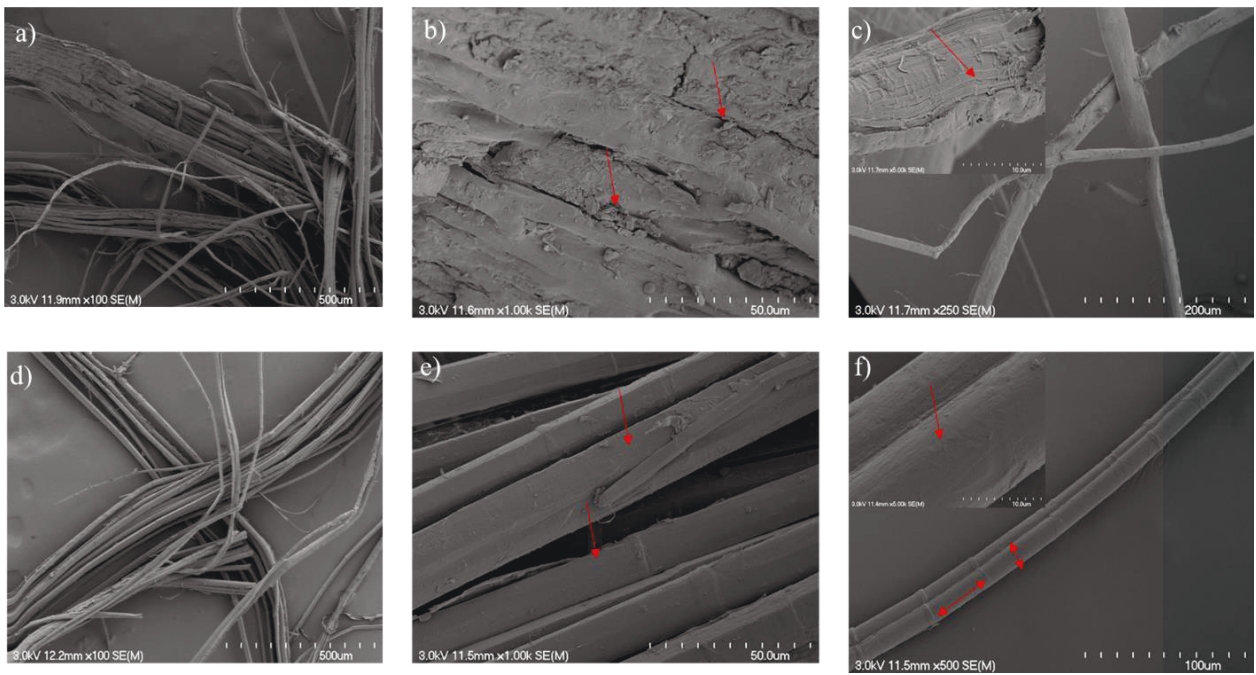 a)
3.0kV 11.9mm x100 SE(M) 500um
b)
3.0kV 11.6mm x1.00k SE(M) 50.0um
c)
10.0um
3.0kV 11.7mm x5.00k SE(M)
3.0kV 11.7mm x250 SE(M) 200um
d)
3.0kV 12.2mm x100 SE(M) 500um
e)
3.0kV 11.5mm x1.00k SE(M) 50.0um
f)
10.0um
3.0kV 11.4mm x5.00k SE(M)
3.0kV 11.5mm x500 SE(M) 100um